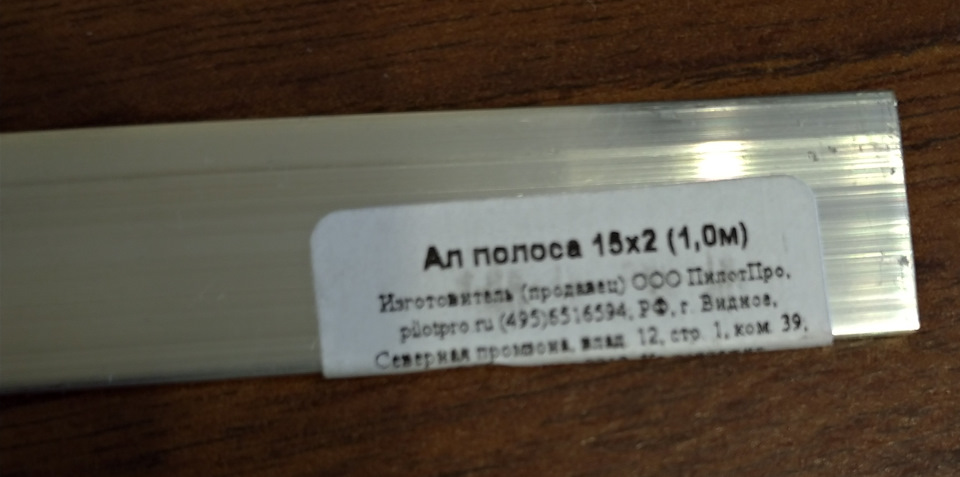 Ал полоса 15х2 (1,0м)
Изготовитель (продавец) ООО ПилотПро,
pilotpro.ru (495)6516594, РФ, г. Видное,
Северная промзона, влад. 12, стр. 1, ком. 39,